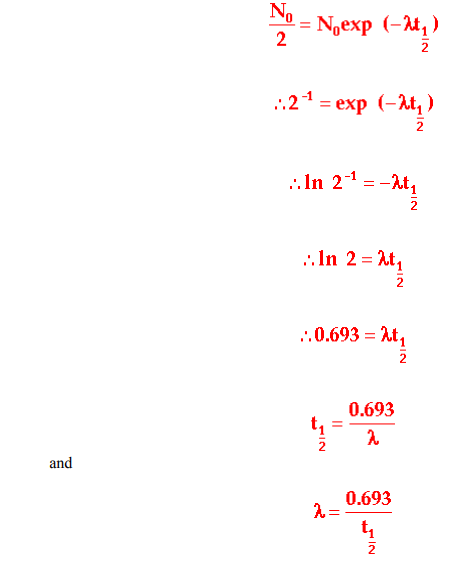 N₀/2 = N₀exp (−λt½)
∴2⁻¹ = exp (−λt½)
∴ln 2⁻¹ = −λt½
∴ln 2 = λt½
∴0.693 = λt½
t½ = 0.693/λ
and
λ = 0.693/t½